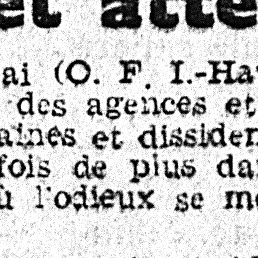 et atte
ai (O. F. I.-Ha
des agences et
aines et dissiden
fois de plus da
ù l'odieux se m